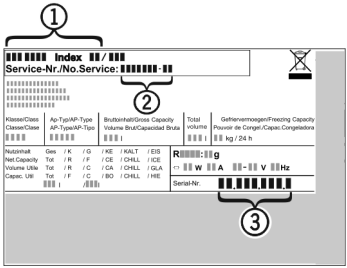 1
Index / 
Service-Nr./No.Service: -
2
Klasse/Class Ap-Typ/AP-Type Bruttoinhalt/Gross Capacity Total Gefriervermoegen/Freezing Capacity
Classe/Clase AP-Type/AP-Tipo Volume Brut/Capacidad Bruta volume Pouvoir de Congel./Capac.Congeladora
l l kg / 24 h
Nutzinhalt Ges / K / G / KE / KALT / EIS
Net.Capacity Tot / R / F / CE / CHILL / ICE
Volume Utile Tot / R / C / CA / CHILL / GLA
Capac. Util Tot / F / C / BO / CHILL / HIE
l / l
R : g
W A - V Hz
Serial-Nr. . . .
3